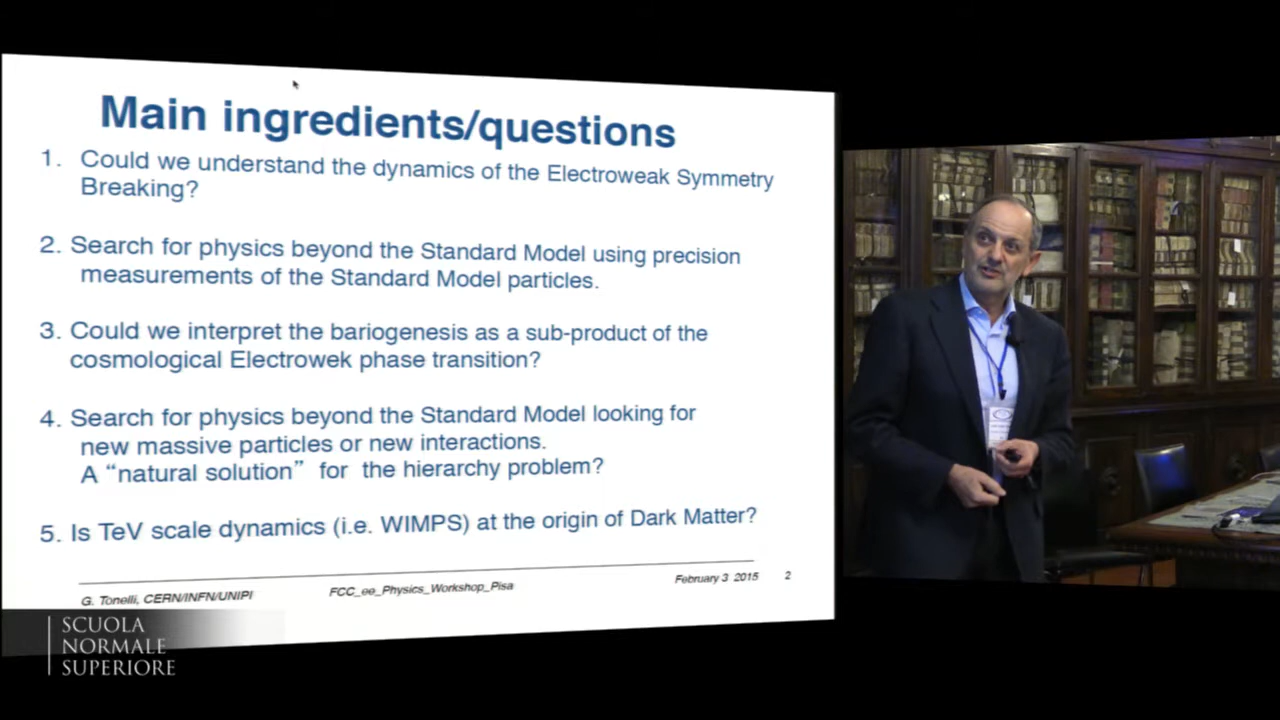 Main ingredients/questions
1. Could we understand the dynamics of the Electroweak Symmetry
Breaking?
2. Search for physics beyond the Standard Model using precision
measurements of the Standard Model particles.
3. Could we interpret the bariogenesis as a sub-product of the
cosmological Electrowek phase transition?
4. Search for physics beyond the Standard Model looking for
new massive particles or new interactions.
A “natural solution” for the hierarchy problem?
5. Is TeV scale dynamics (i.e. WIMPS) at the origin of Dark Matter?
G. Tonelli, CERN/INFN/UNIPI
FCC_ee_Physics_Workshop_Pisa
February 3 2015
2
SCUOLA
NORMALE
SUPERIORE